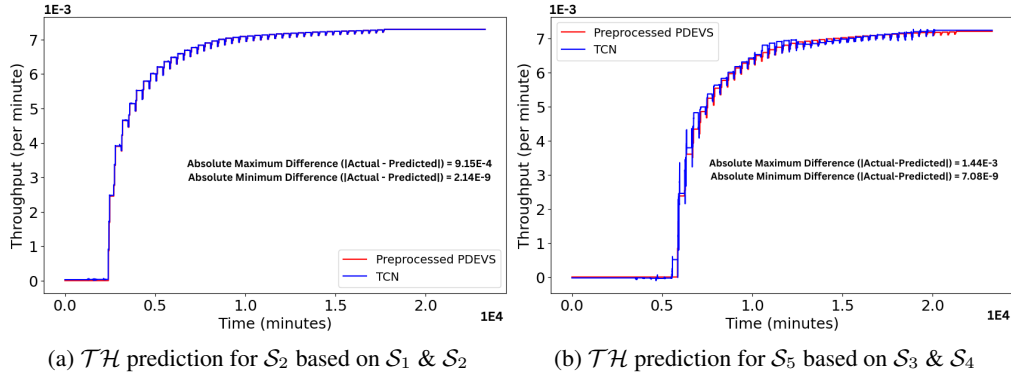 1E-3
7
6
5
4
3
2
1
0
Throughput (per minute)
Absolute Maximum Difference (|Actual - Predicted|) = 9.15E-4
Absolute Minimum Difference (|Actual - Predicted|) = 2.14E-9
Preprocessed PDEVS
TCN
0.0 0.5 1.0 1.5 2.0
Time (minutes)
1E4
(a) 𝒯ℋ prediction for 𝒮₂ based on 𝒮₁ & 𝒮₂
1E-3
Preprocessed PDEVS
TCN
7
6
5
4
3
2
1
0
Throughput (per minute)
Absolute Maximum Difference (|Actual-Predicted|) = 1.44E-3
Absolute Minimum Difference (|Actual-Predicted|) = 7.08E-9
0.0 0.5 1.0 1.5 2.0
Time (minutes)
1E4
(b) 𝒯ℋ prediction for 𝒮₅ based on 𝒮₃ & 𝒮₄